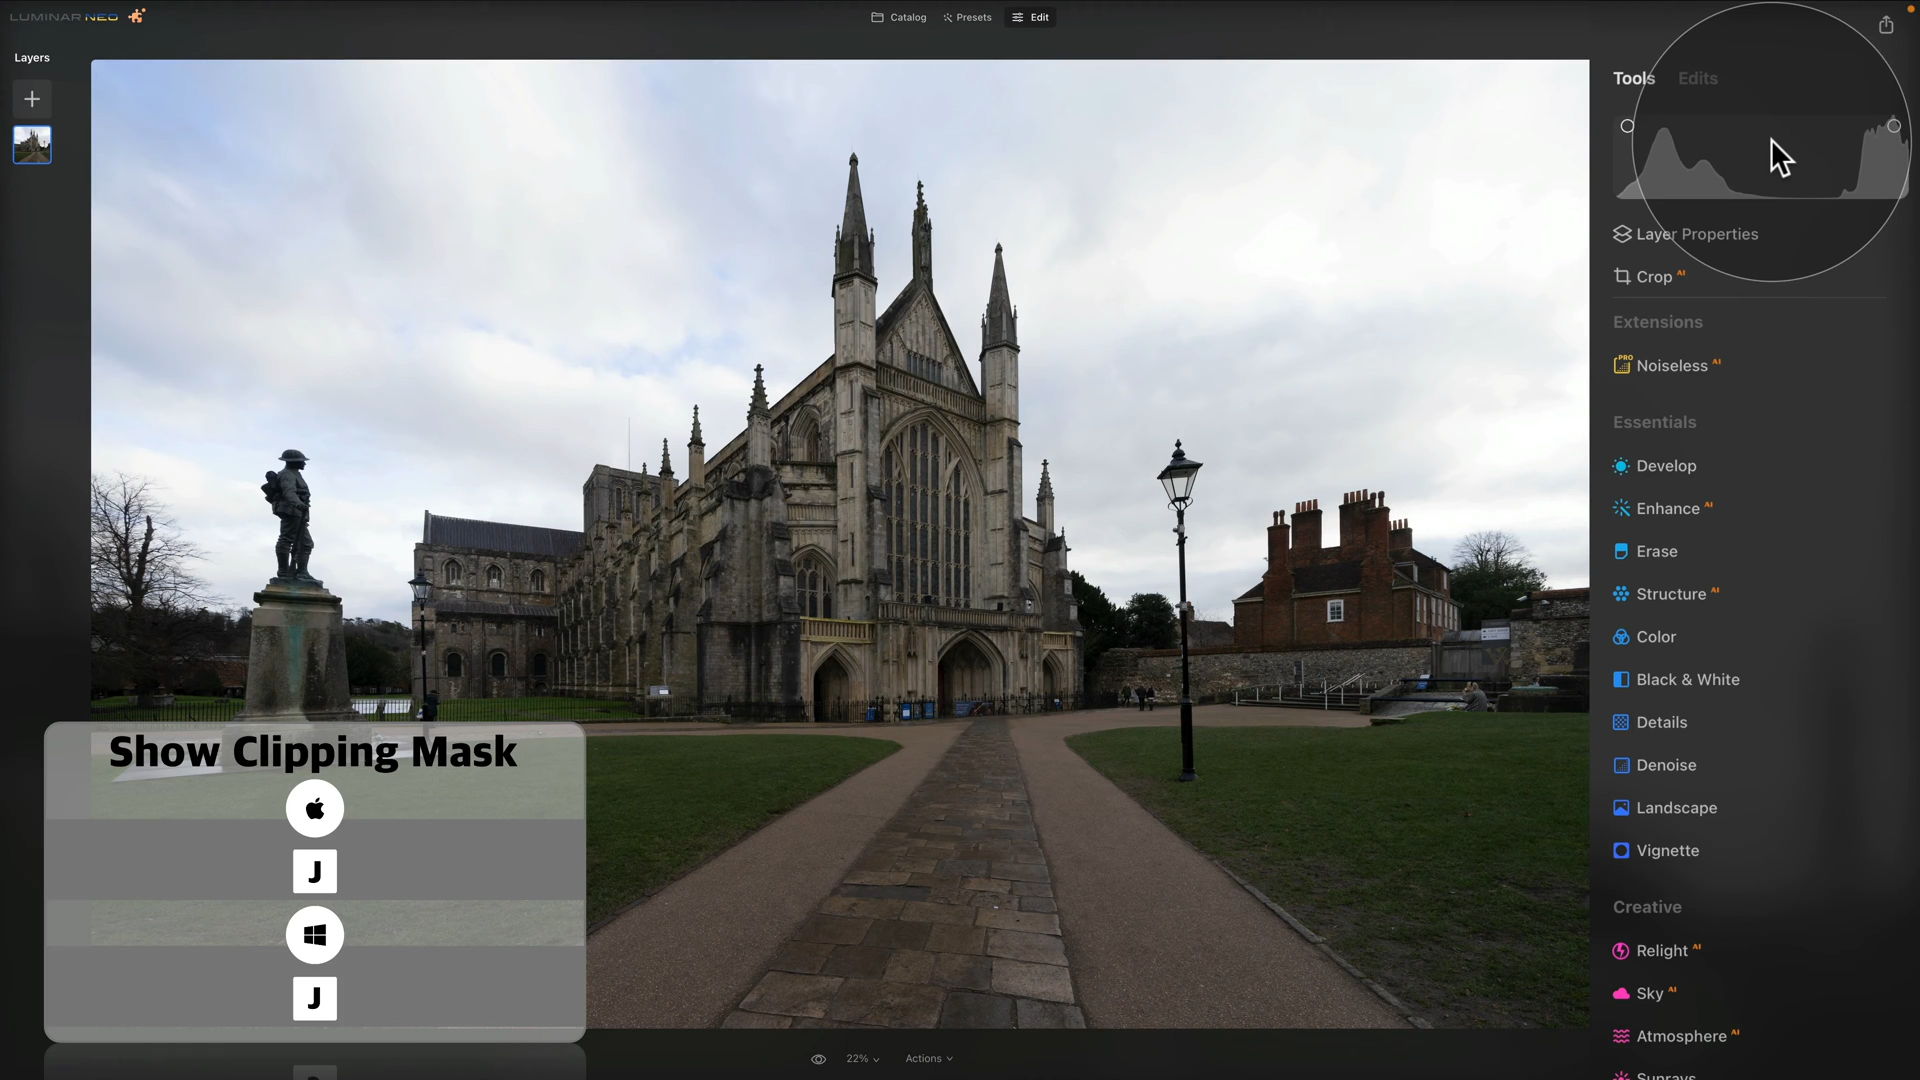 LUMINAR NEO
Catalog
Presets
Edit
Layers
Tools
Edits
Layer Properties
Crop AI
Extensions
PRO
Noiseless AI
Essentials
Develop
Enhance AI
Erase
Structure AI
Color
Black & White
Details
Denoise
Landscape
Vignette
Creative
Relight AI
Sky AI
Atmosphere AI
Sunrays
Show Clipping Mask
J
J
22%
Actions